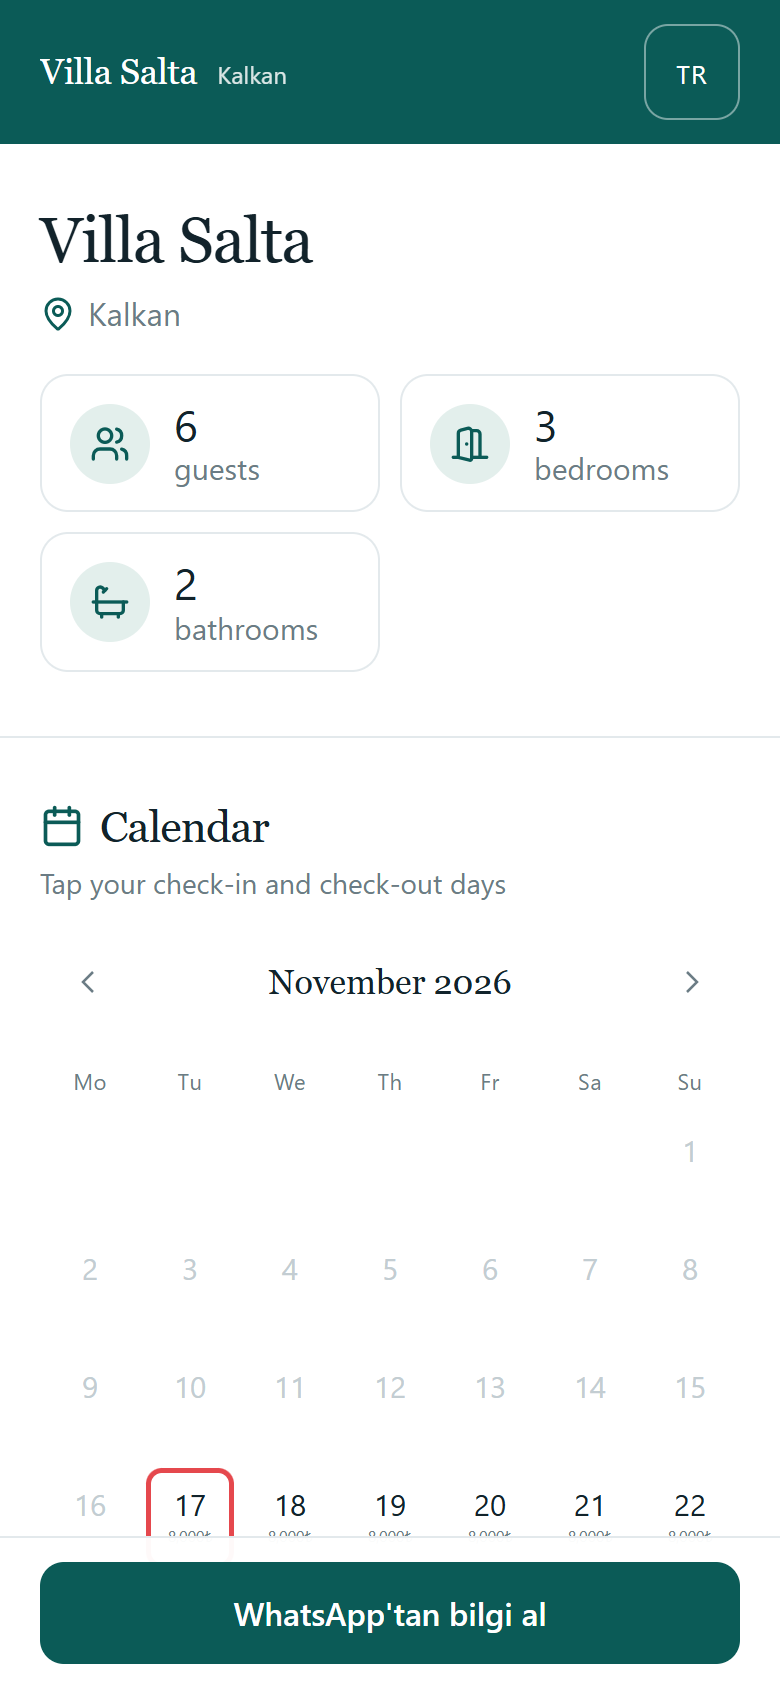 Villa Salta Kalkan TR
Villa Salta
Kalkan
6
guests
3
bedrooms
2
bathrooms
Calendar
Tap your check-in and check-out days
November 2026
Mo Tu We Th Fr Sa Su
1
2 3 4 5 6 7 8
9 10 11 12 13 14 15
16 17 18 19 20 21 22
WhatsApp'tan bilgi al